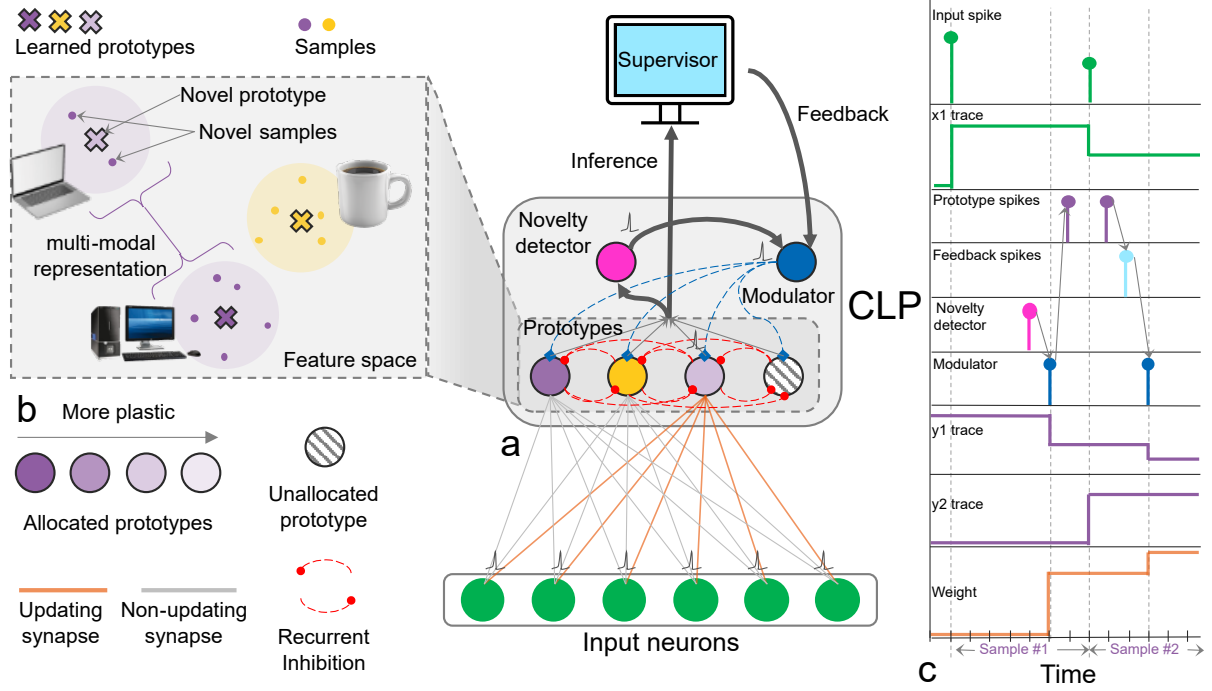 Learned prototypes
Samples
Novel prototype
Novel samples
multi-modal
representation
Feature space
b
More plastic
Allocated prototypes
Unallocated
prototype
Updating
synapse
Non-updating
synapse
Recurrent
Inhibition
Supervisor
Feedback
Inference
Novelty
detector
Modulator
CLP
Prototypes
a
Input neurons
Input spike
x1 trace
Prototype spikes
Feedback spikes
Novelty
detector
Modulator
y1 trace
y2 trace
Weight
Sample #1
Sample #2
c
Time